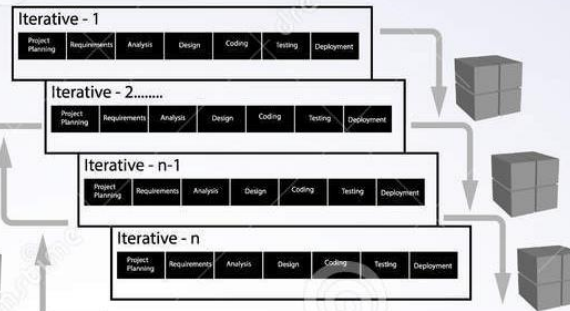 Iterative - 1
Project Planning Requirements Analysis Design Coding Testing Deployment
Iterative - 2........
Project Planning Requirements Analysis Design Coding Testing Deployment
Iterative - n-1
Project Planning Requirements Analysis Design Coding Testing Deployment
Iterative - n
Project Planning Requirements Analysis Design Coding Testing Deployment